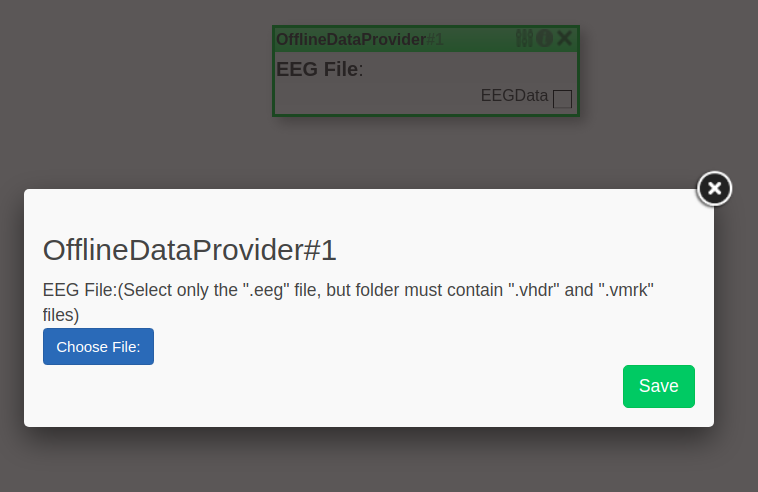 OfflineDataProvider#1
EEG File:
EEGData
OfflineDataProvider#1
EEG File:(Select only the ".eeg" file, but folder must contain ".vhdr" and ".vmrk"
files)
Choose File:
Save